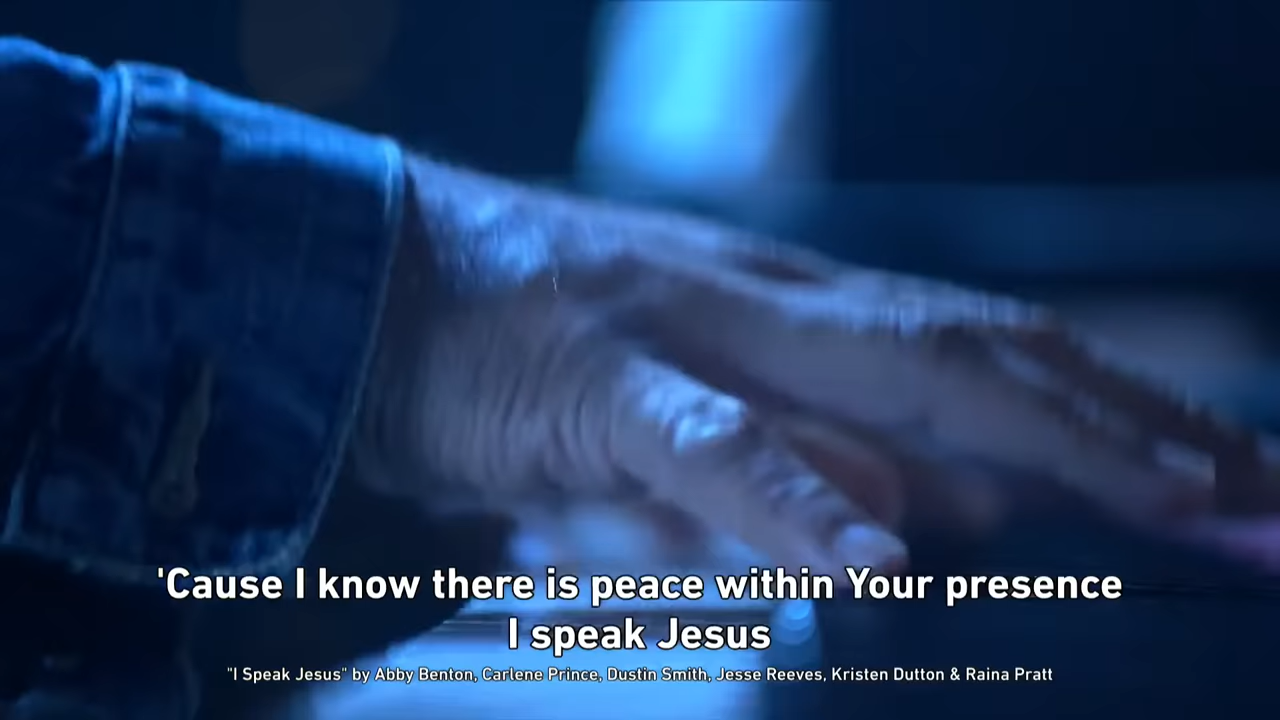 'Cause I know there is peace within Your presence
I speak Jesus
"I Speak Jesus" by Abby Benton, Carlene Prince, Dustin Smith, Jesse Reeves, Kristen Dutton & Raina Pratt